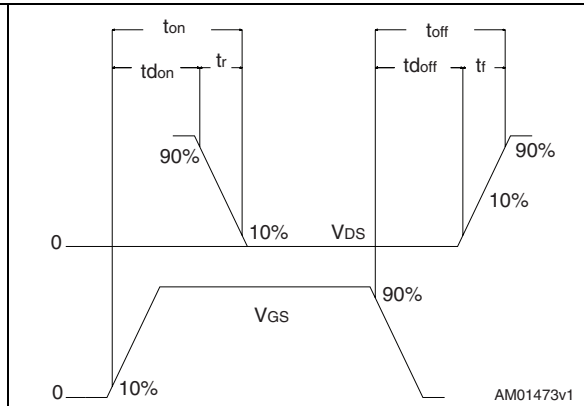 ton toff
tdon tr tdoff tf
90% 90%
10%
10% VDS
0
90%
VGS
10%
0
AM01473v1